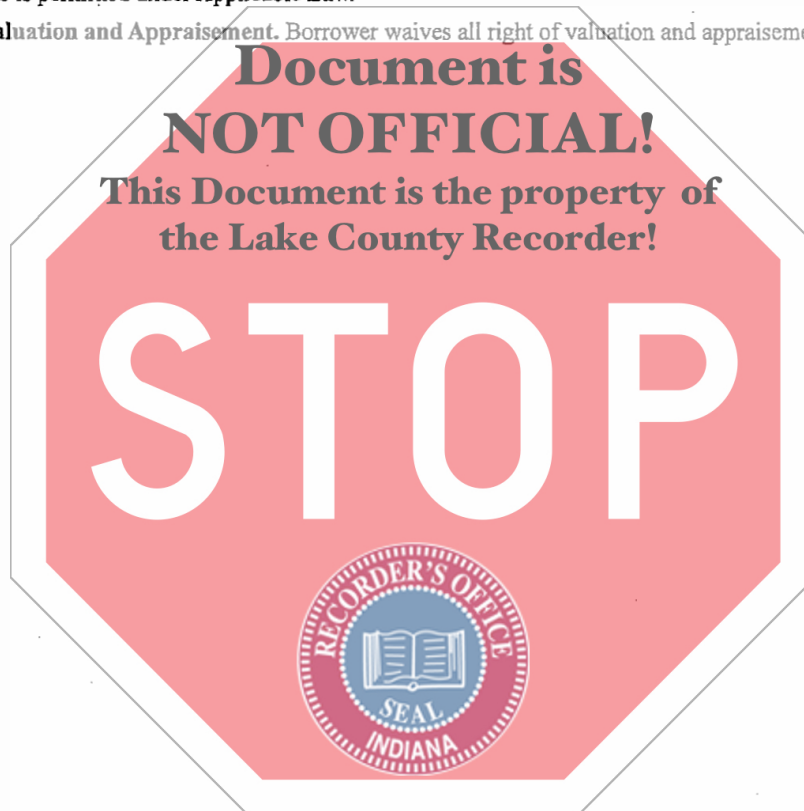 aluation and Appraisement. Borrower waives all right of valuation and appraiseme
Document is
NOT OFFICIAL!
This Document is the property of
the Lake County Recorder!
STOP
RECORDER'S OFFICE
SEAL
INDIANA